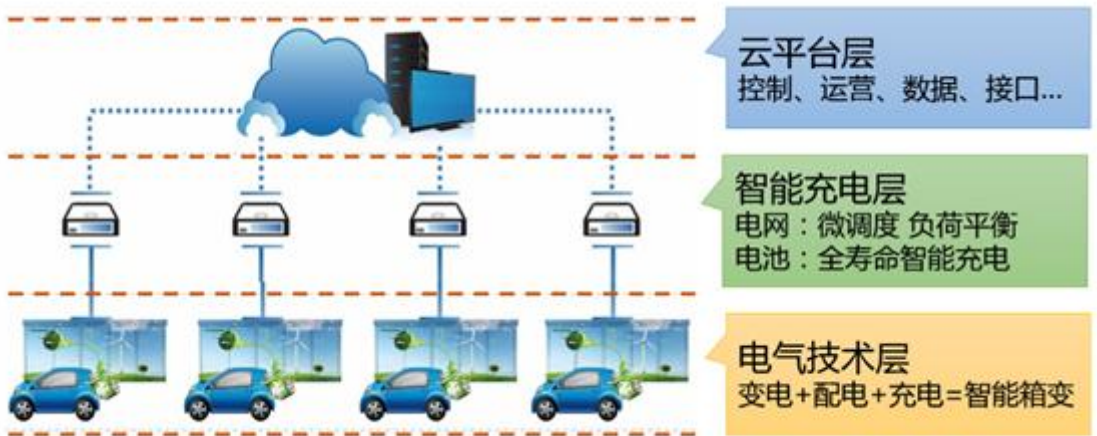 云平台层
控制、运营、数据、接口...
智能充电层
电网：微调度 负荷平衡
电池：全寿命智能充电
电气技术层
变电+配电+充电=智能箱变